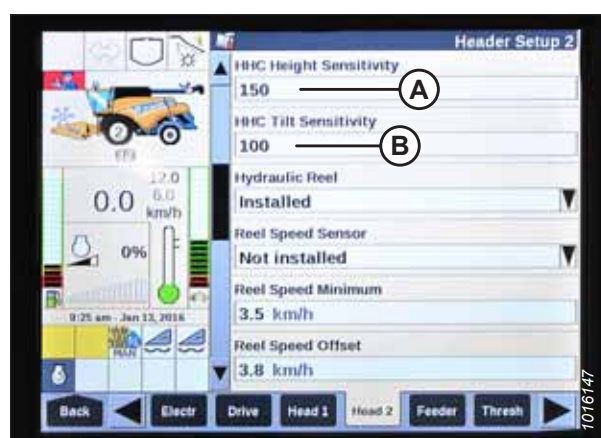 Header Setup 2
HHC Height Sensitivity
150
A
HHC Tilt Sensitivity
100
B
Hydraulic Reel
Installed
Reel Speed Sensor
Not installed
Reel Speed Minimum
3.5 km/h
Reel Speed Offset
3.8 km/h
2
12.0
0.0
6.0
km/h
0%
9:25 am - Jan 13, 2016
MAN
Back
Electr
Drive
Head 1
Head 2
Feeder
Thresh
1016147